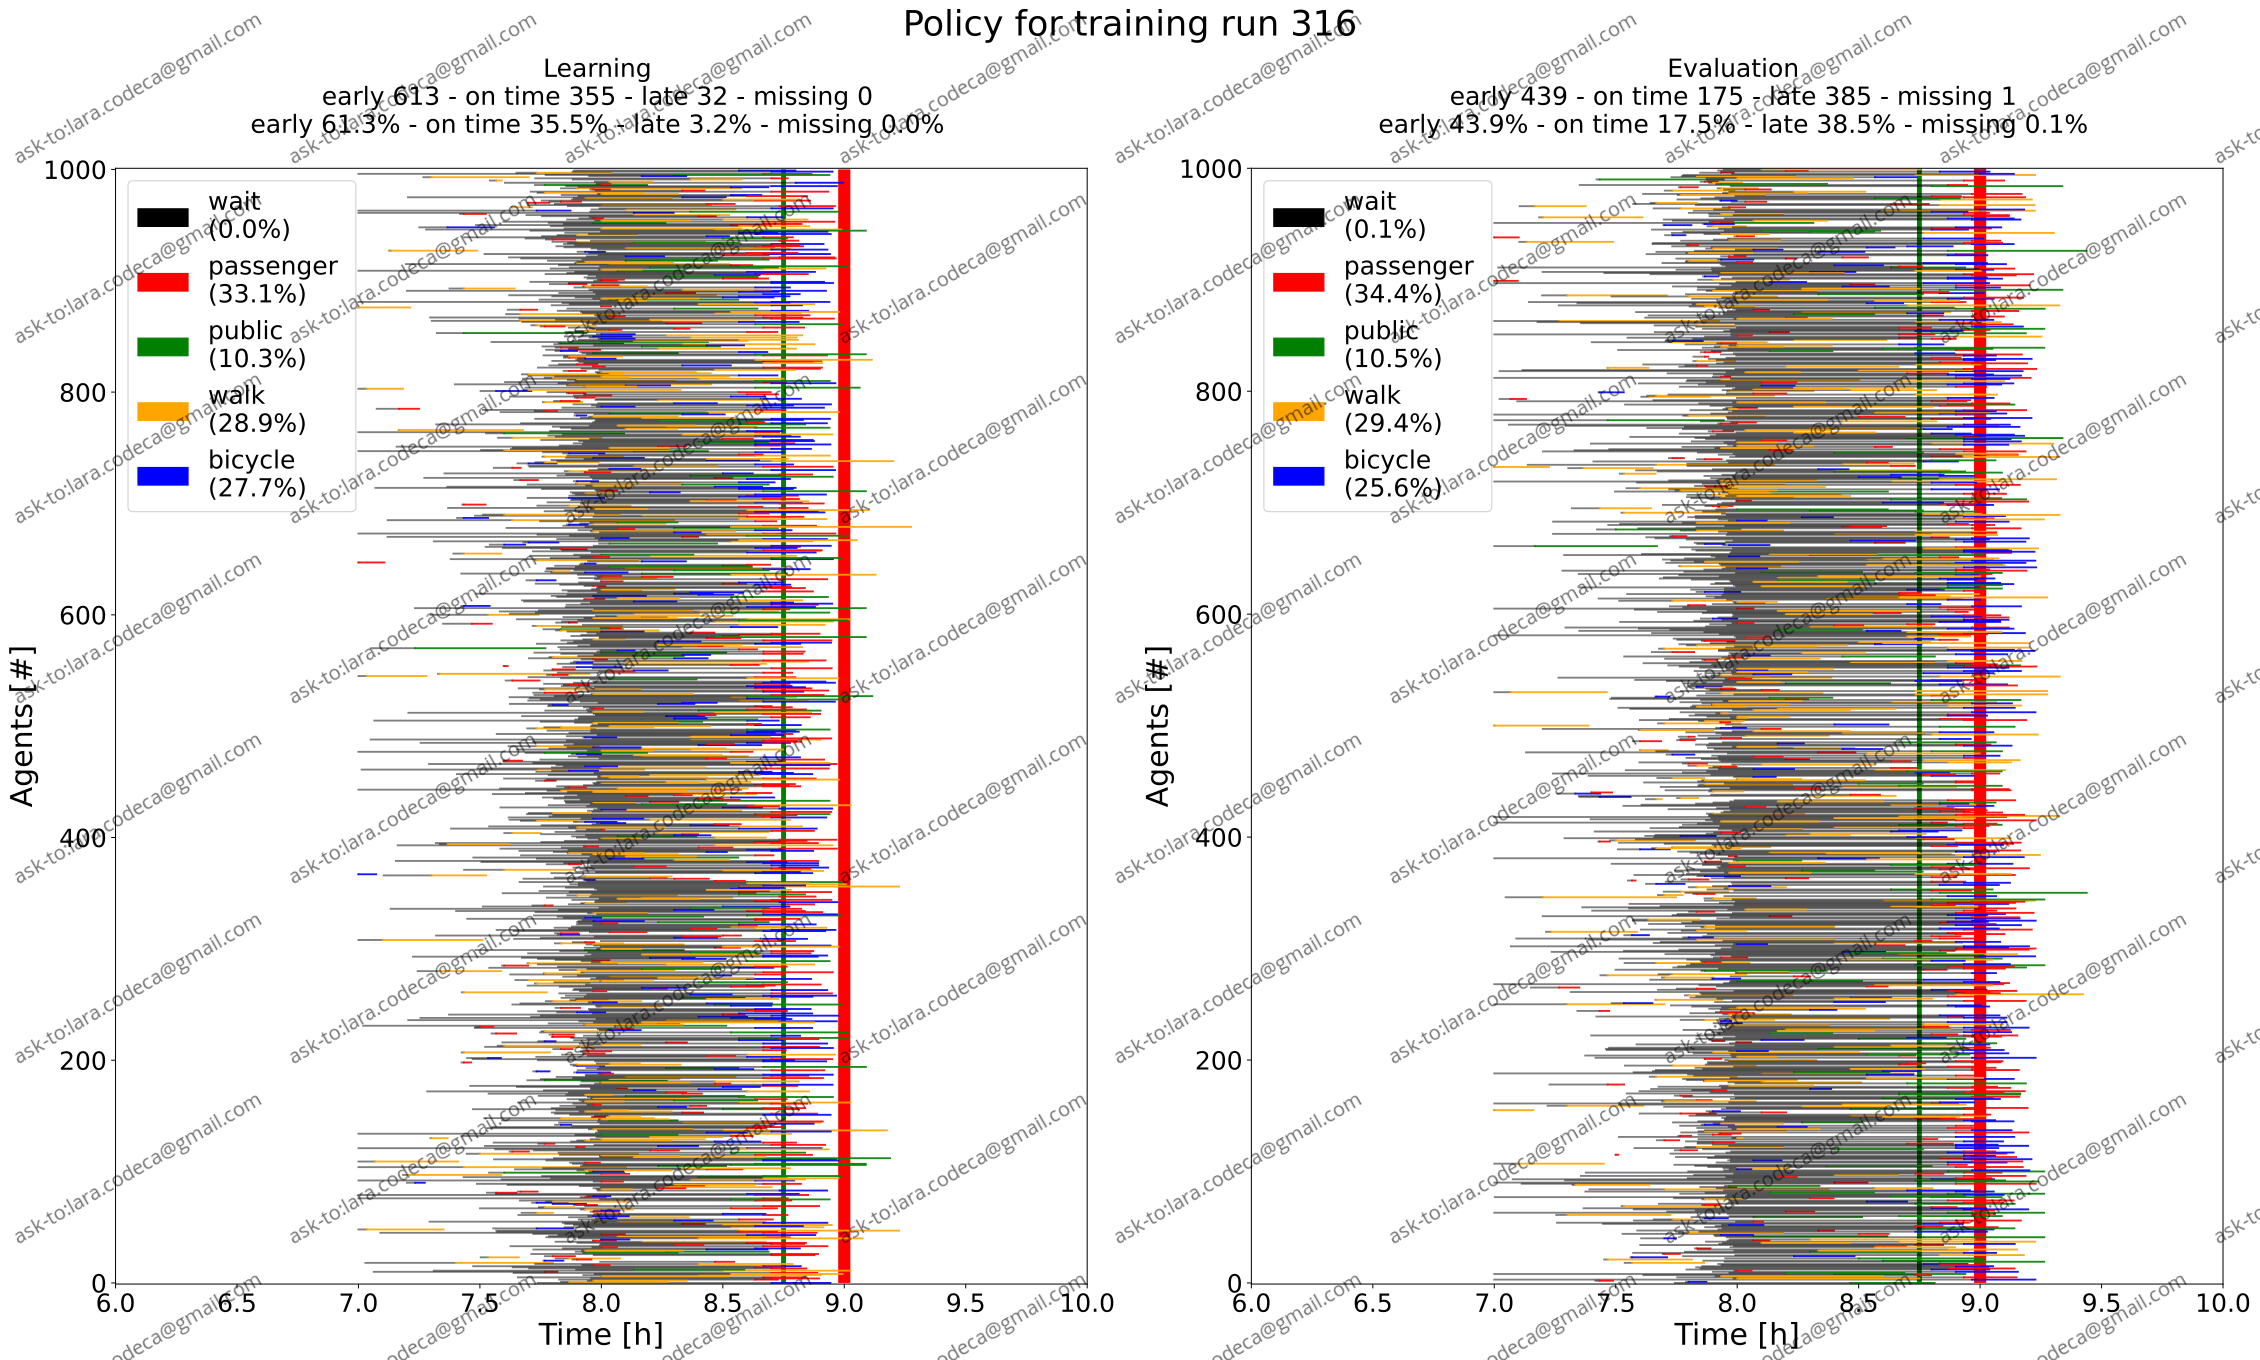 Policy for training run 316
Learning
early 613 - on time 355 - late 32 - missing 0
early 61.3% - on time 35.5% - late 3.2% - missing 0.0%
Agents [#]
1000
800
600
400
200
0
wait
(0.0%)
passenger
(33.1%)
public
(10.3%)
walk
(28.9%)
bicycle
(27.7%)
6.0 6.5 7.0 7.5 8.0 8.5 9.0 9.5 10.0
Time [h]
Evaluation
early 439 - on time 175 - late 385 - missing 1
early 43.9% - on time 17.5% - late 38.5% - missing 0.1%
Agents [#]
1000
800
600
400
200
0
wait
(0.1%)
passenger
(34.4%)
public
(10.5%)
walk
(29.4%)
bicycle
(25.6%)
6.0 6.5 7.0 7.5 8.0 8.5 9.0 9.5 10.0
Time [h]
ask-to:lara.codeca@gmail.com